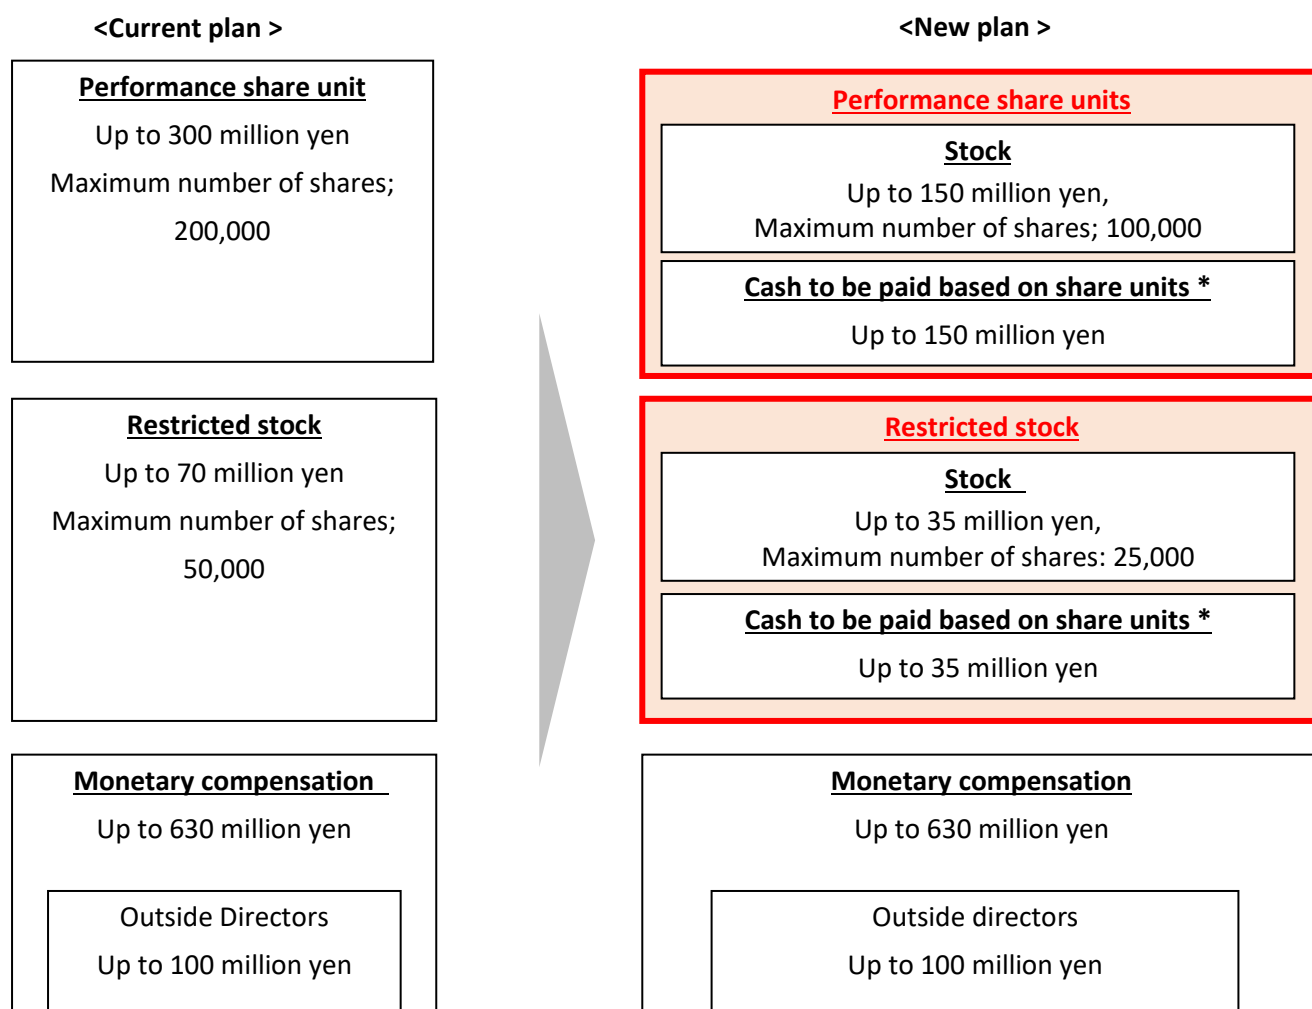 <Current plan >
Performance share unit
Up to 300 million yen
Maximum number of shares;
200,000
Restricted stock
Up to 70 million yen
Maximum number of shares;
50,000
Monetary compensation
Up to 630 million yen
Outside Directors
Up to 100 million yen
<New plan >
Performance share units
Stock
Up to 150 million yen,
Maximum number of shares; 100,000
Cash to be paid based on share units *
Up to 150 million yen
Restricted stock
Stock
Up to 35 million yen,
Maximum number of shares: 25,000
Cash to be paid based on share units *
Up to 35 million yen
Monetary compensation
Up to 630 million yen
Outside directors
Up to 100 million yen